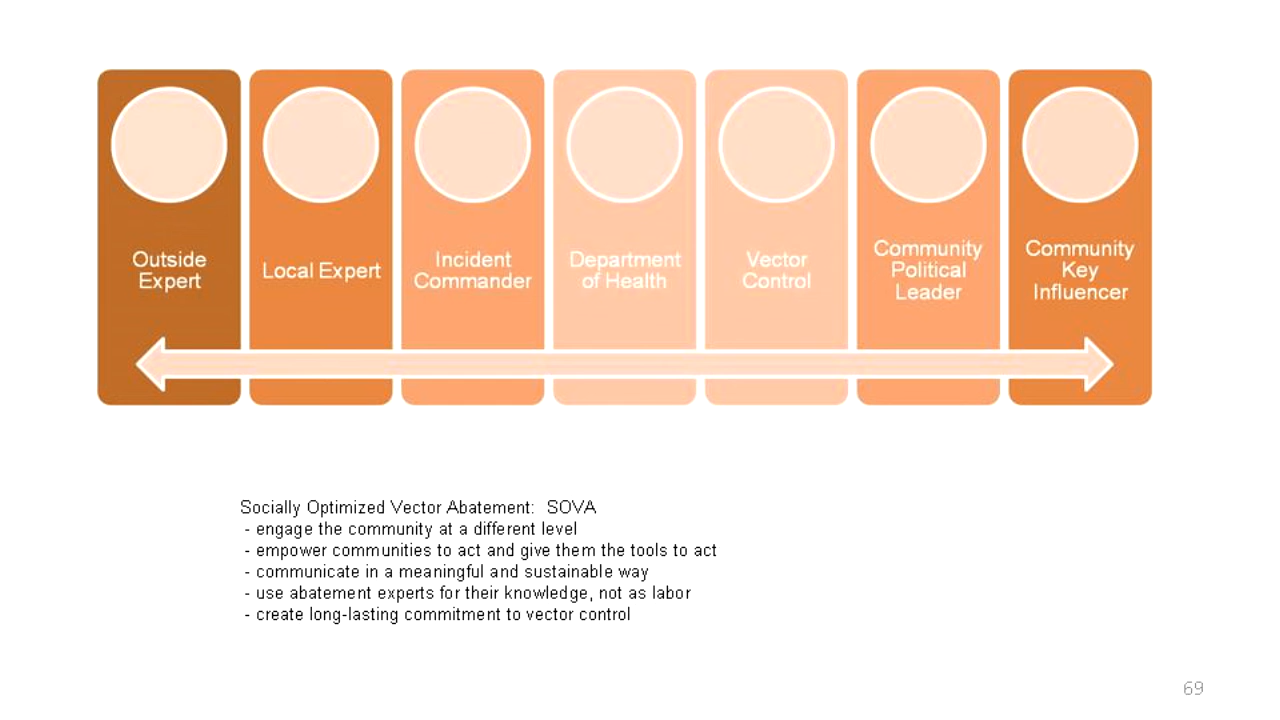 Outside
Expert
Local Expert
Incident
Commander
Department
of Health
Vector
Control
Community
Political
Leader
Community
Key
Influencer
Socially Optimized Vector Abatement:  SOVA
- engage the community at a different level
- empower communities to act and give them the tools to act
- communicate in a meaningful and sustainable way
- use abatement experts for their knowledge, not as labor
- create long-lasting commitment to vector control
69